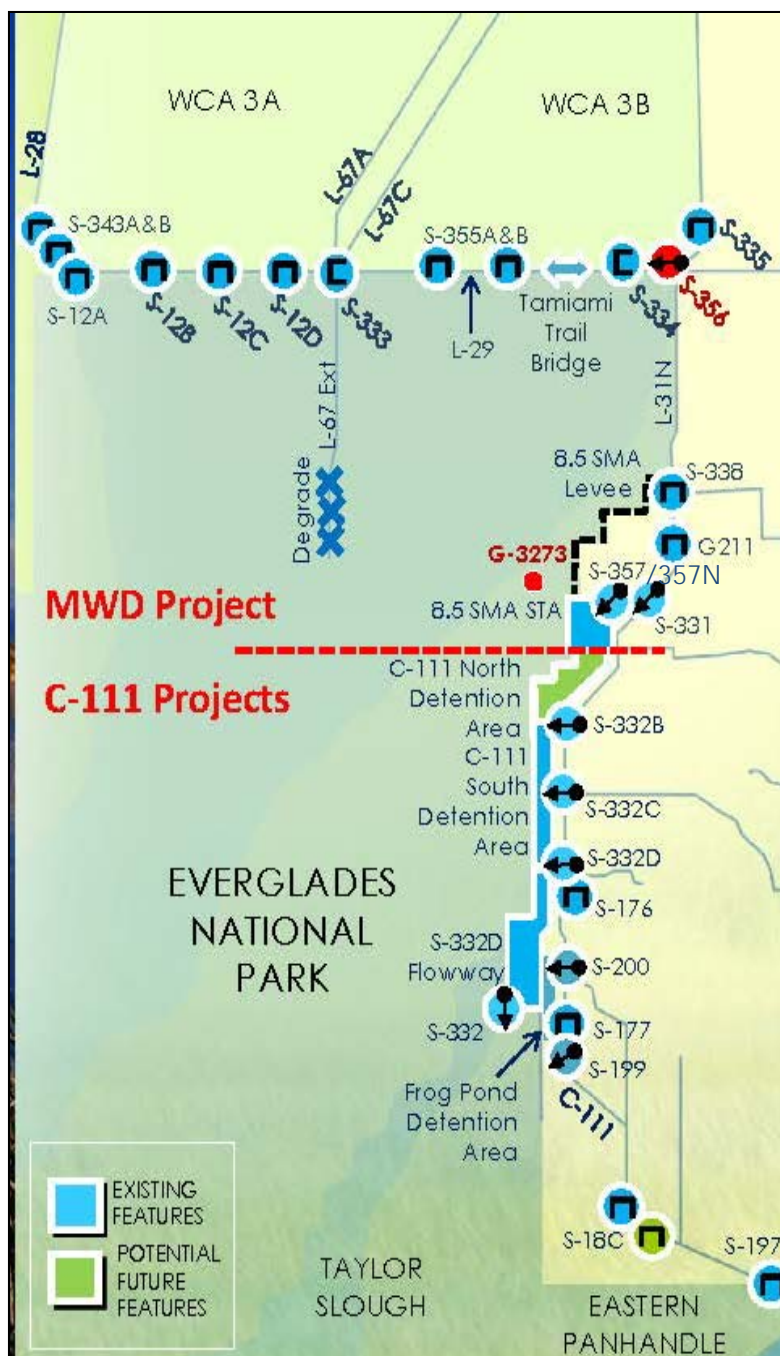 WCA 3A
WCA 3B
L-28
L-67A
L-67C
S-343A&B
S-355A&B
S-335
S-12A
S-12B
S-12C
S-12D
S-333
L-29
Tamiami
Trail
Bridge
S-334
S-356
L-67 Ext
L-31N
Degrade
8.5 SMA
Levee
S-338
G211
G-3273
S-357/357N
MWD Project
8.5 SMA STA
S-331
C-111 Projects
C-111 North
Detention
Area
C-111
South
Detention
Area
S-332B
S-332C
S-332D
S-176
EVERGLADES
NATIONAL
PARK
S-332D
Flowway
S-200
S-332
S-177
S-199
Frog Pond
Detention
Area
C-111
EXISTING
FEATURES
POTENTIAL
FUTURE
FEATURES
S-18C
S-197
TAYLOR
SLOUGH
EASTERN
PANHANDLE